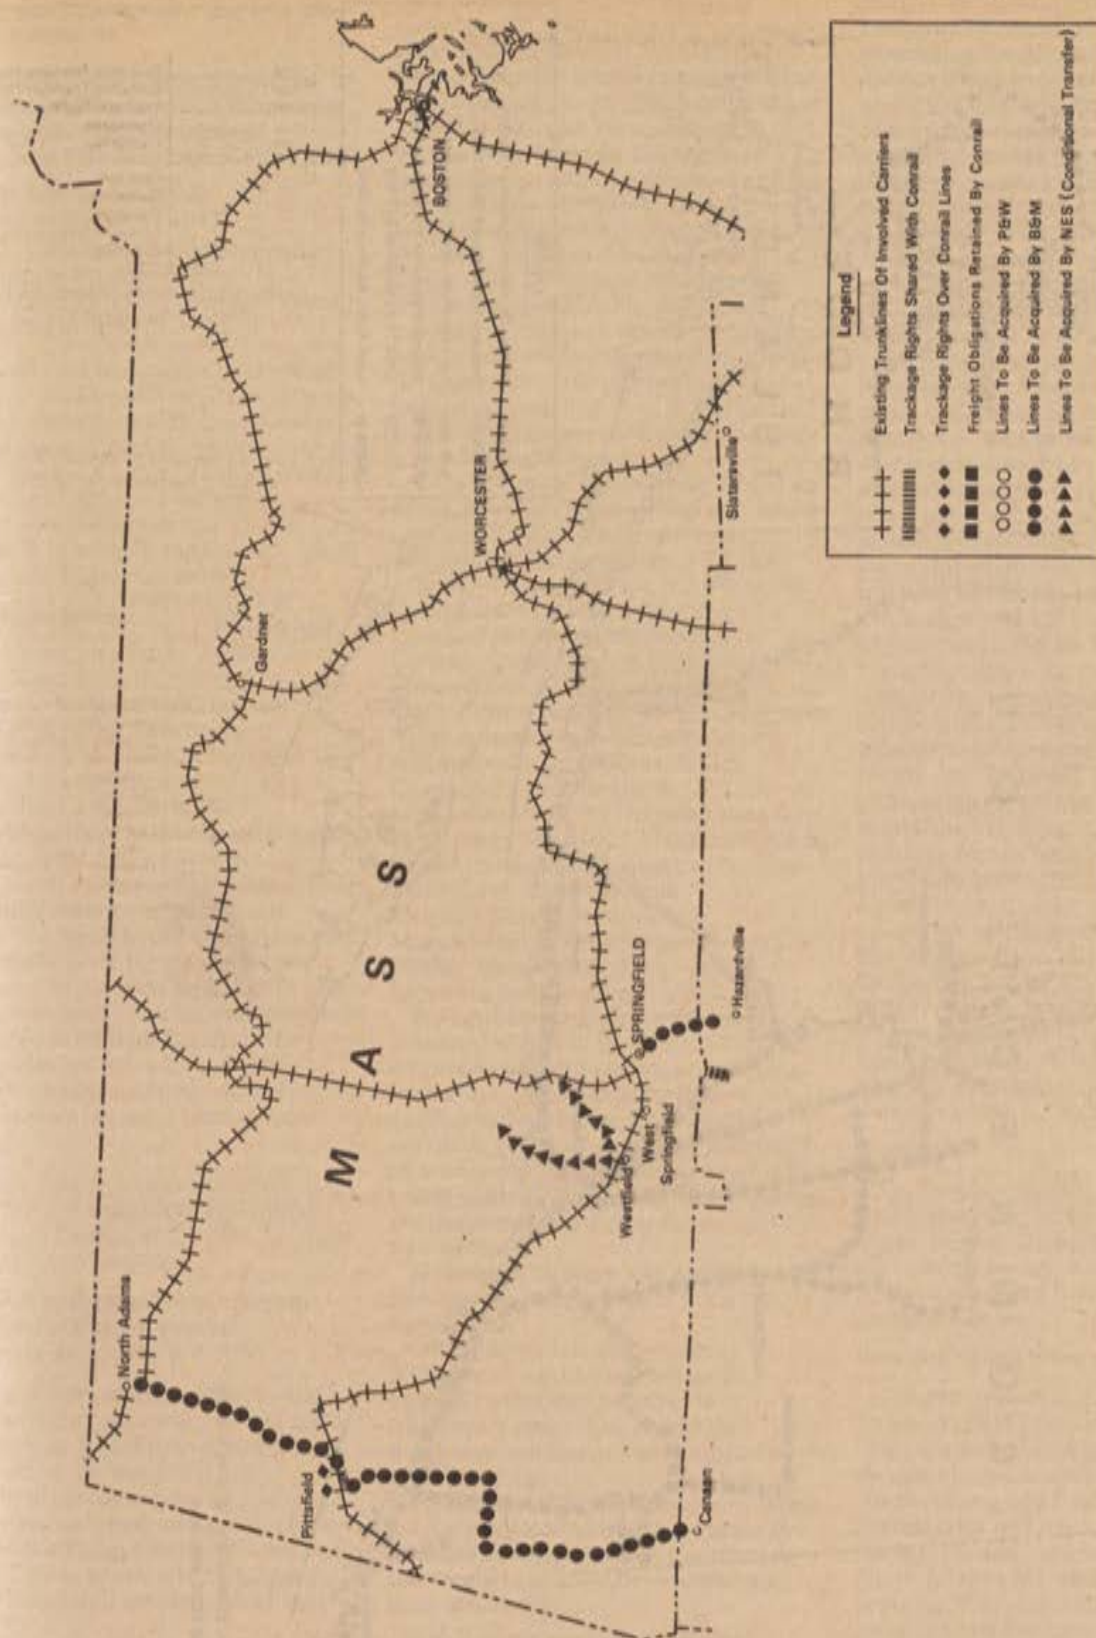 North Adams
Pittsfield
Canaan
M A S S
Westfield
West
Springfield
SPRINGFIELD
Hazardville
Gardner
WORCESTER
Slatersville
BOSTON
Legend
Existing Trunklines Of Involved Carriers
Trackage Rights Shared With Conrail
Trackage Rights Over Conrail Lines
Freight Obligations Retained By Conrail
Lines To Be Acquired By P&W
Lines To Be Acquired By B&M
Lines To Be Acquired By NES (Conditional Transfer)